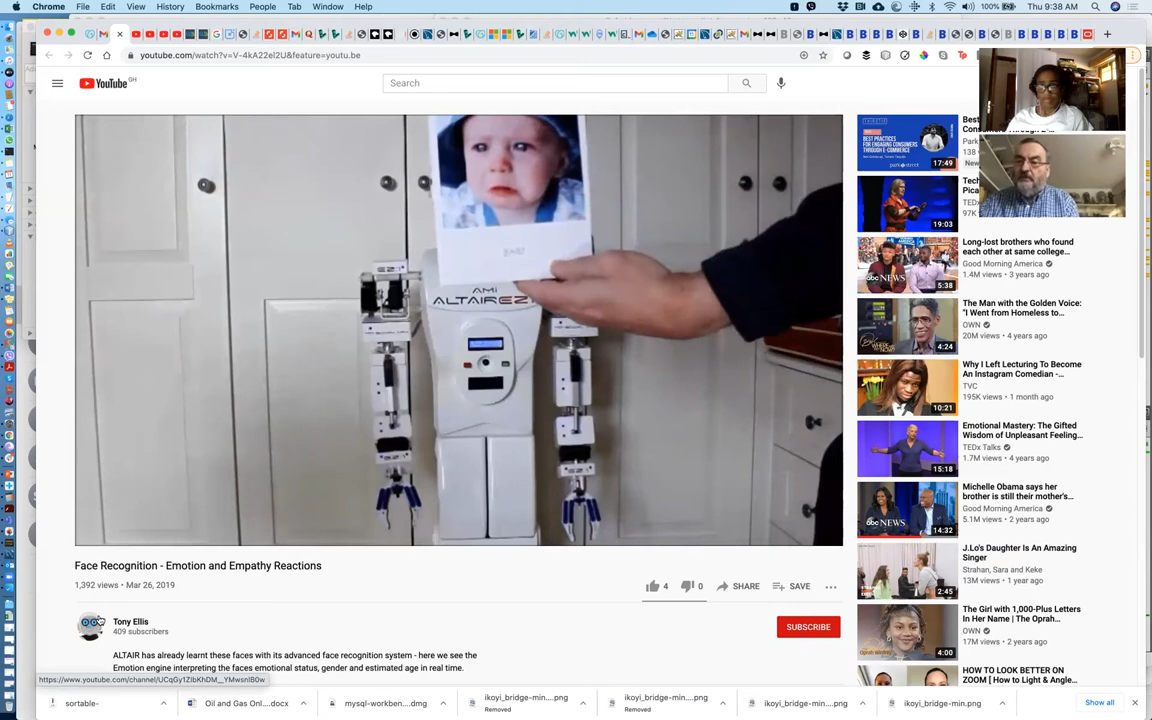 Chrome File Edit View History Bookmarks People Tab Window Help 100% Thu 9:38 AM
youtube.com/watch?v=V-4kA22el2U&feature=youtu.be
YouTube GH
Search
AMI
ALTAIR EZ
Face Recognition - Emotion and Empathy Reactions
1,392 views • Mar 26, 2019
4 0 SHARE SAVE
Tony Ellis
409 subscribers
SUBSCRIBE
ALTAIR has already learnt these faces with its advanced face recognition system - here we see the
Emotion engine interpreting the faces emotional status, gender and estimated age in real time.
BEST PRACTICES
FOR ENGAGING CONSUMERS
THROUGH E-COMMERCE
park street
17:49
Best
Park
138
Tech
Pica
TEDx
97K
19:03
Long-lost brothers who found
each other at same college...
Good Morning America
1.4M views • 3 years ago
abc NEWS
5:38
The Man with the Golden Voice:
"I Went from Homeless to...
OWN
20M views • 4 years ago
4:24
Why I Left Lecturing To Become
An Instagram Comedian -...
TVC
195K views • 1 month ago
10:21
Emotional Mastery: The Gifted
Wisdom of Unpleasant Feeling...
TEDx Talks
1.7M views • 4 years ago
15:18
Michelle Obama says her
brother is still their mother's...
Good Morning America
5.1M views • 2 years ago
abc NEWS
14:32
J.Lo's Daughter Is An Amazing
Singer
Strahan, Sara and Keke
13M views • 1 year ago
2:45
The Girl with 1,000-Plus Letters
In Her Name | The Oprah...
OWN
17M views • 2 years ago
4:00
HOW TO LOOK BETTER ON
ZOOM [ How to Light & Angle...
sortable-
Oil and Gas Onl....docx
mysql-workben....dmg
ikoyi_bridge-min....png
Removed
ikoyi_bridge-min....png
Removed
ikoyi_bridge-min....png
ikoyi_bridge-min....png
Show all